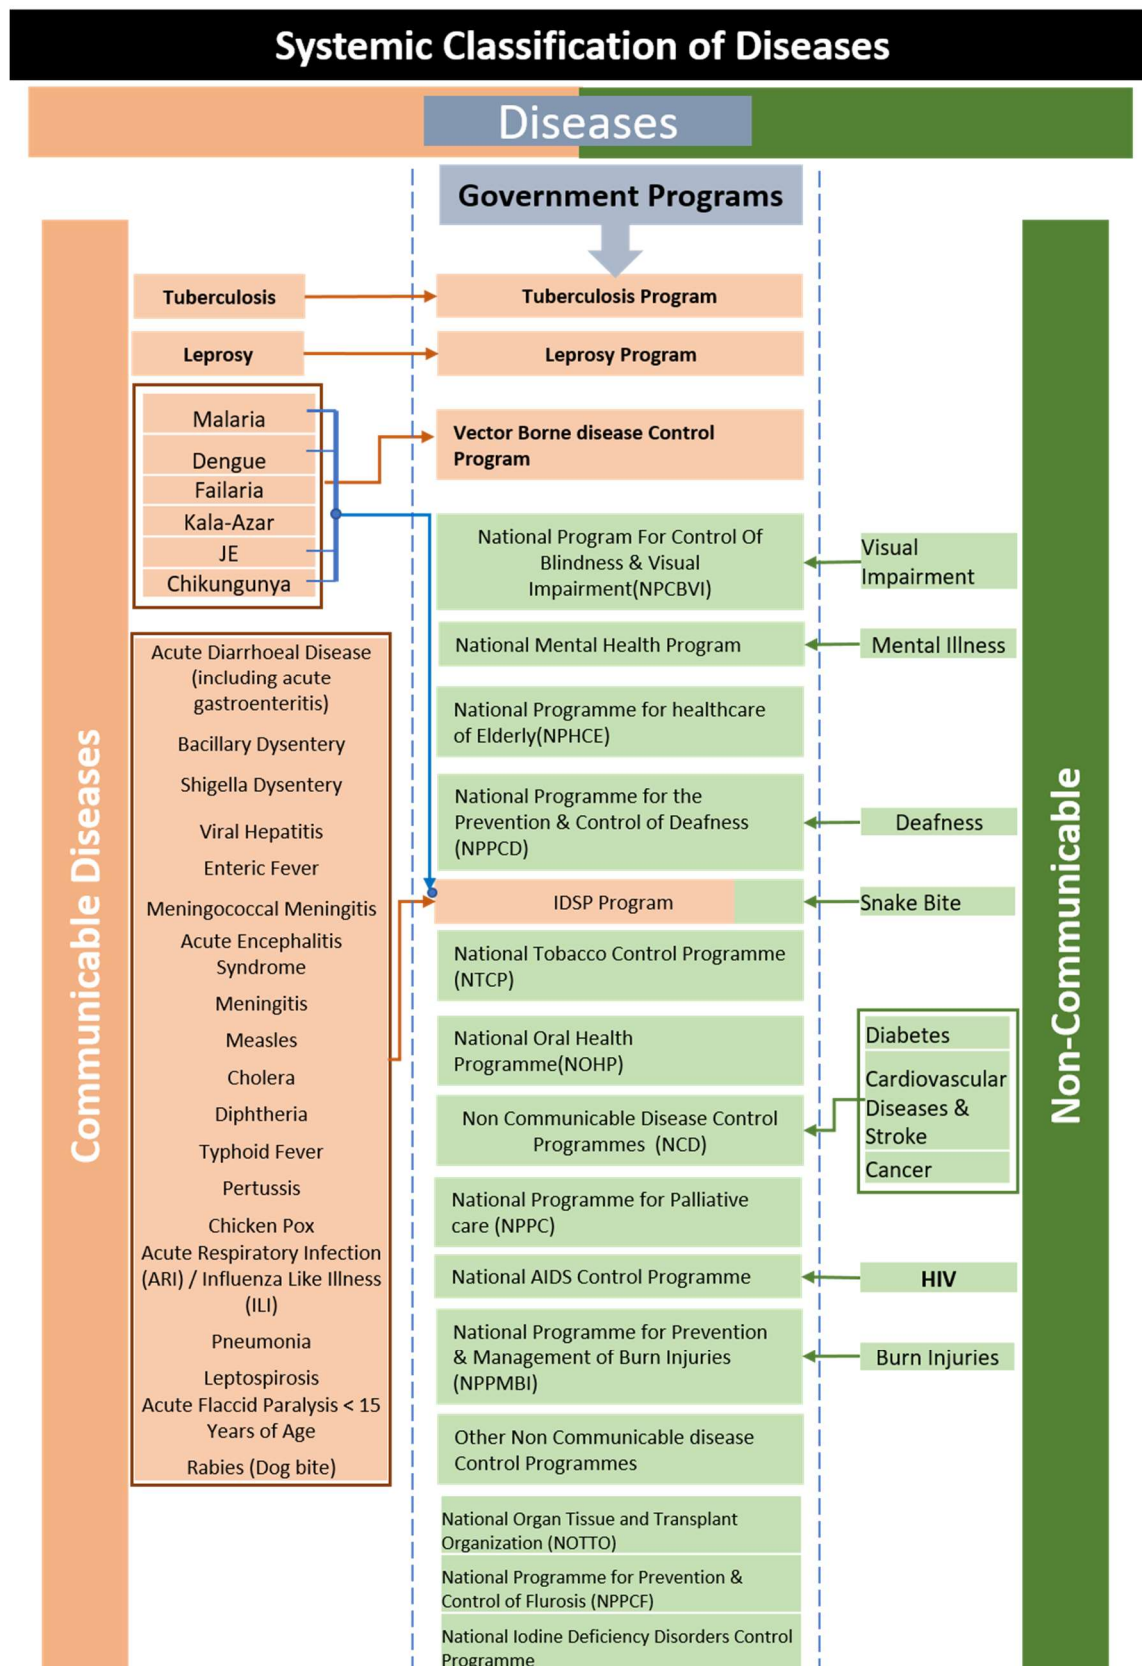 Systemic Classification of Diseases
Diseases
Government Programs
Communicable Diseases
Tuberculosis
Leprosy
Malaria
Dengue
Failaria
Kala-Azar
JE
Chikungunya
Acute Diarrhoeal Disease
(including acute
gastroenteritis)
Bacillary Dysentery
Shigella Dysentery
Viral Hepatitis
Enteric Fever
Meningococcal Meningitis
Acute Encephalitis
Syndrome
Meningitis
Measles
Cholera
Diphtheria
Typhoid Fever
Pertussis
Chicken Pox
Acute Respiratory Infection
(ARI) / Influenza Like Illness
(ILI)
Pneumonia
Leptospirosis
Acute Flaccid Paralysis < 15
Years of Age
Rabies (Dog bite)
Tuberculosis Program
Leprosy Program
Vector Borne disease Control
Program
National Program For Control Of
Blindness & Visual
Impairment(NPCBVI)
National Mental Health Program
National Programme for healthcare
of Elderly(NPHCE)
National Programme for the
Prevention & Control of Deafness
(NPPCD)
IDSP Program
National Tobacco Control Programme
(NTCP)
National Oral Health
Programme(NOHP)
Non Communicable Disease Control
Programmes (NCD)
National Programme for Palliative
care (NPPC)
National AIDS Control Programme
National Programme for Prevention
& Management of Burn Injuries
(NPPMBI)
Other Non Communicable disease
Control Programmes
National Organ Tissue and Transplant
Organization (NOTTO)
National Programme for Prevention &
Control of Flurosis (NPPCF)
National Iodine Deficiency Disorders Control
Programme
Visual
Impairment
Mental Illness
Deafness
Snake Bite
Diabetes
Cardiovascular
Diseases &
Stroke
Cancer
HIV
Burn Injuries
Non-Communicable